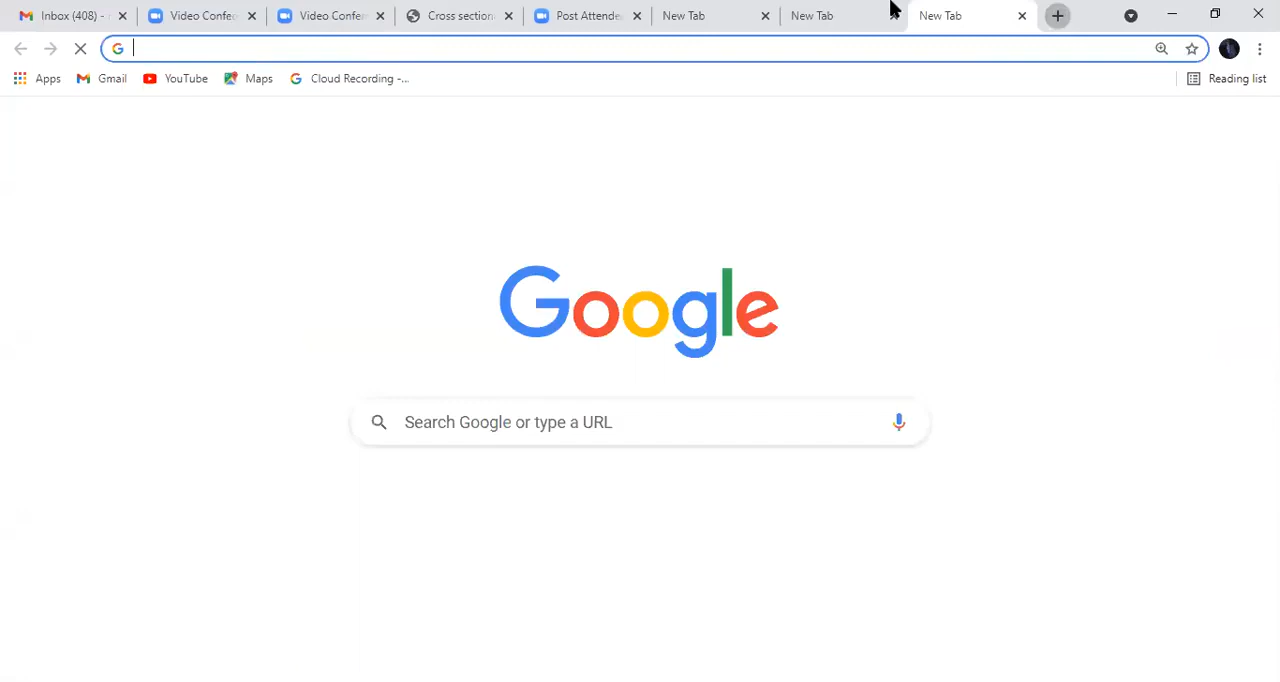 Inbox (408) -
Video Confe
Video Confe
Cross section
Post Attende
New Tab
New Tab
New Tab
Apps
Gmail
YouTube
Maps
Cloud Recording -...
Reading list
Google
Search Google or type a URL